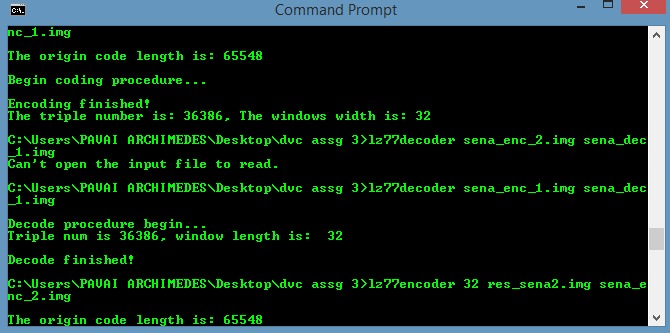 Command Prompt
nc_1.img
The origin code length is: 65548
Begin coding procedure...
Encoding finished!
The triple number is: 36386, The windows width is: 32
C:\Users\PAVAI ARCHIMEDES\Desktop\dvc assg 3>lz77decoder sena_enc_2.img sena_dec
_1.img
Can't open the input file to read.
C:\Users\PAVAI ARCHIMEDES\Desktop\dvc assg 3>lz77decoder sena_enc_1.img sena_dec
_1.img
Decode procedure begin...
Triple num is 36386, window length is:  32
Decode finished!
C:\Users\PAVAI ARCHIMEDES\Desktop\dvc assg 3>lz77encoder 32 res_sena2.img sena_e
nc_2.img
The origin code length is: 65548